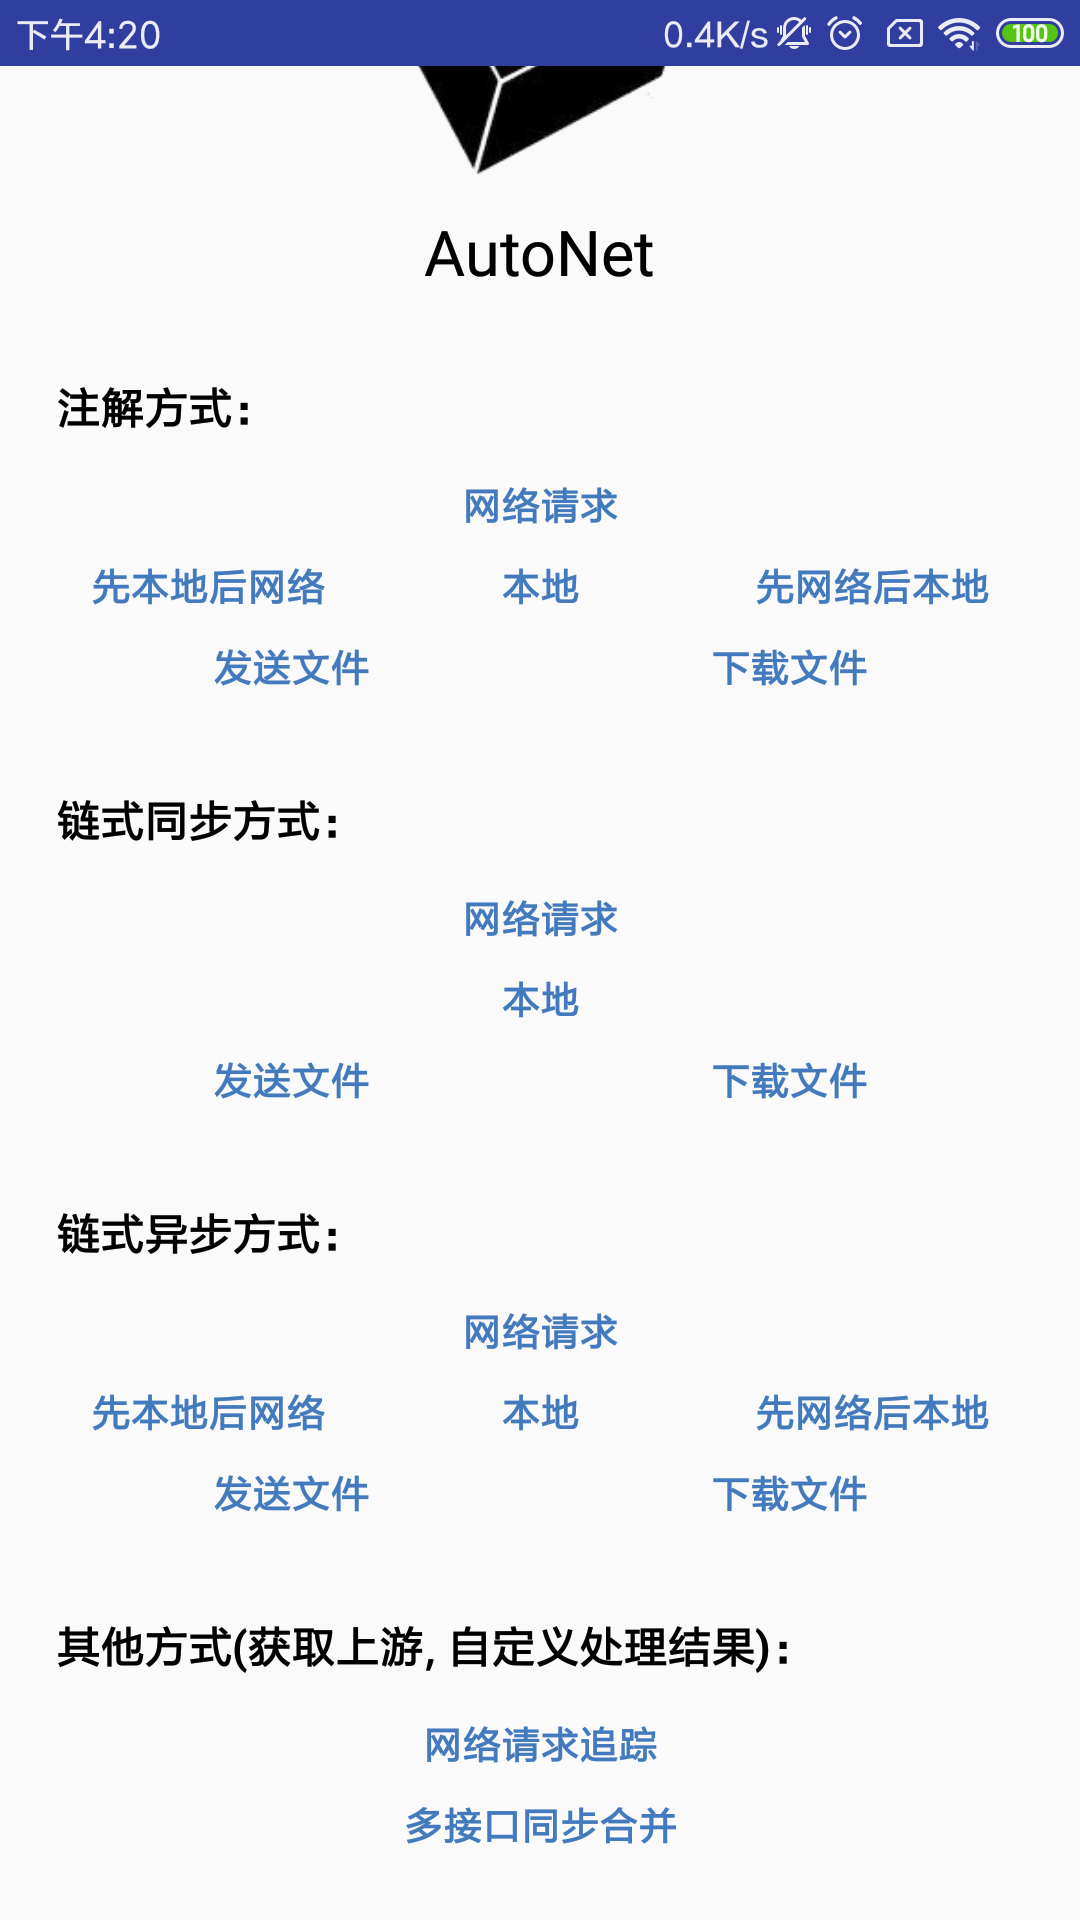 下午4:20 0.4K/s 100
AutoNet
注解方式：
网络请求
先本地后网络 本地 先网络后本地
发送文件 下载文件
链式同步方式：
网络请求
本地
发送文件 下载文件
链式异步方式：
网络请求
先本地后网络 本地 先网络后本地
发送文件 下载文件
其他方式(获取上游, 自定义处理结果)：
网络请求追踪
多接口同步合并